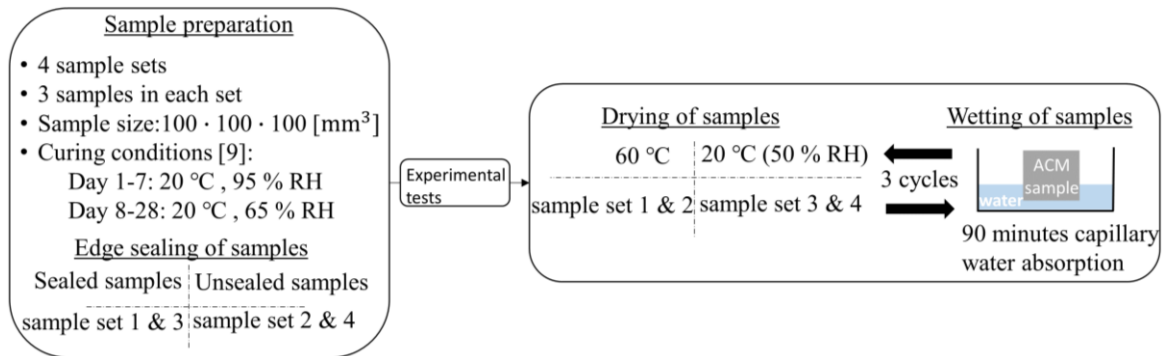 Sample preparation
• 4 sample sets
• 3 samples in each set
• Sample size:100 · 100 · 100 [mm³]
• Curing conditions [9]:
Day 1-7: 20 °C , 95 % RH
Day 8-28: 20 °C , 65 % RH
Edge sealing of samples
Sealed samples Unsealed samples
sample set 1 & 3 sample set 2 & 4
Experimental
tests
Drying of samples
60 °C 20 °C (50 % RH)
sample set 1 & 2 sample set 3 & 4
3 cycles
Wetting of samples
ACM
sample
water
90 minutes capillary
water absorption